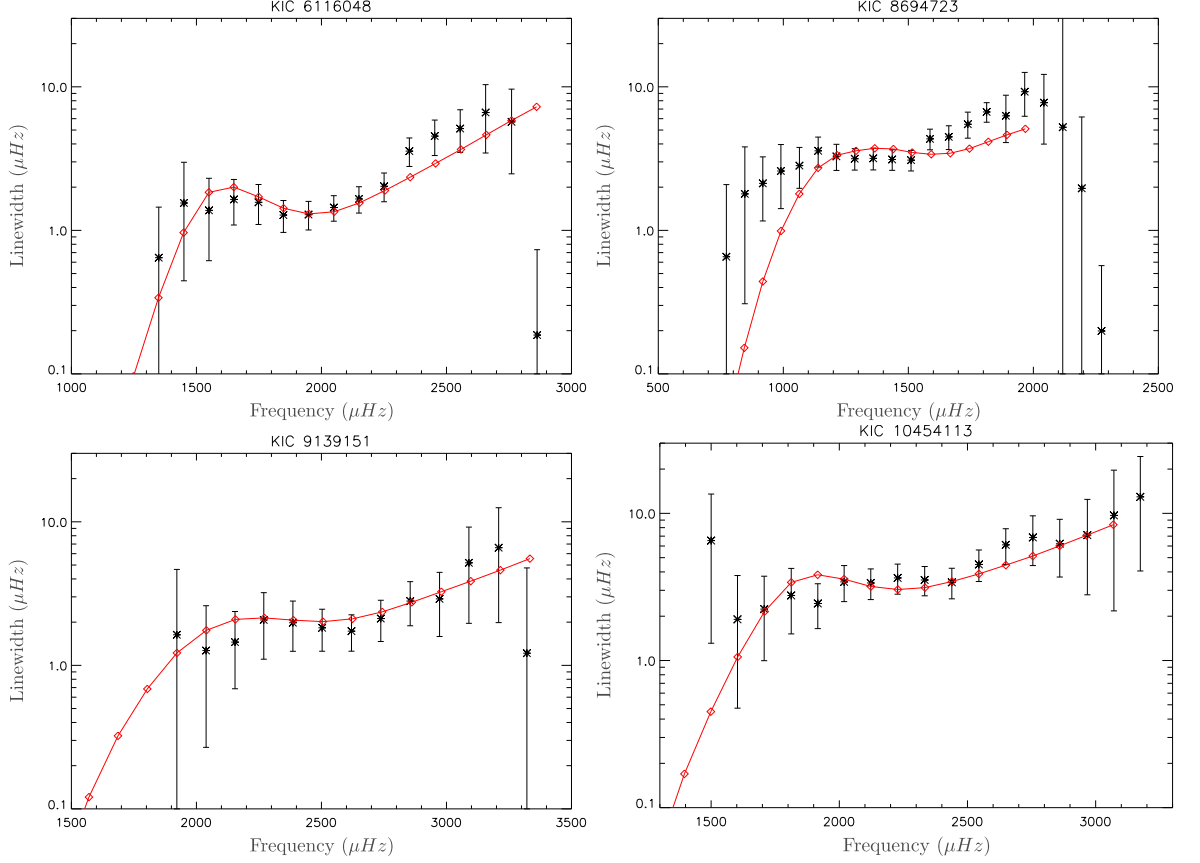 KIC 6116048
10.0
1.0
0.1
Linewidth (μHz)
1000 1500 2000 2500 3000
Frequency (μHz)
KIC 8694723
10.0
1.0
0.1
Linewidth (μHz)
500 1000 1500 2000 2500
Frequency (μHz)
KIC 9139151
10.0
1.0
0.1
Linewidth (μHz)
1500 2000 2500 3000 3500
Frequency (μHz)
KIC 10454113
10.0
1.0
0.1
Linewidth (μHz)
1500 2000 2500 3000
Frequency (μHz)